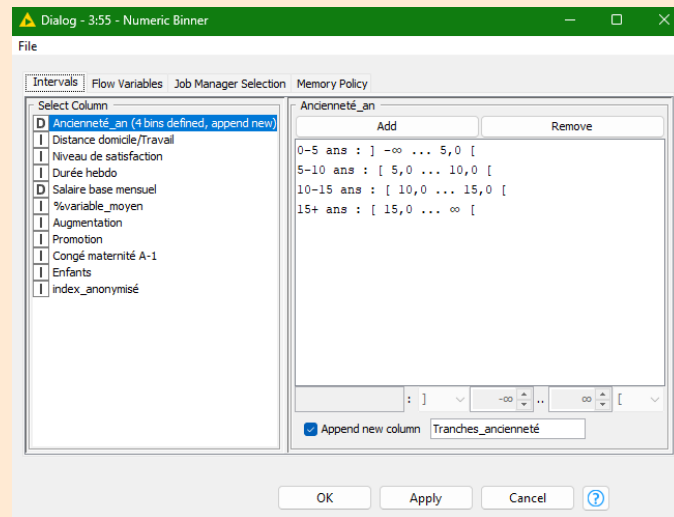 Dialog - 3:55 - Numeric Binner
File
Intervals Flow Variables Job Manager Selection Memory Policy
Select Column
D Ancienneté_an (4 bins defined, append new)
I Distance domicile/Travail
I Niveau de satisfaction
I Durée hebdo
D Salaire base mensuel
I %variable_moyen
I Augmentation
I Promotion
I Congé maternité A-1
I Enfants
I index_anonymisé
Ancienneté_an
Add Remove
0-5 ans : ] -∞ ... 5,0 [
5-10 ans : [ 5,0 ... 10,0 [
10-15 ans : [ 10,0 ... 15,0 [
15+ ans : [ 15,0 ... ∞ [
: ] -∞ .. ∞ [
Append new column Tranches_ancienneté
OK Apply Cancel ?